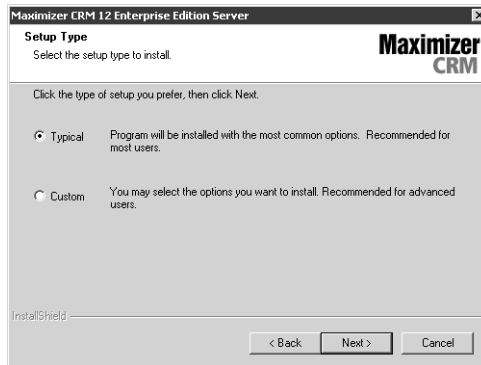 Maximizer CRM 12 Enterprise Edition Server
Setup Type
Select the setup type to install.
Maximizer
CRM
Click the type of setup you prefer, then click Next.
Typical
Program will be installed with the most common options. Recommended for
most users.
Custom
You may select the options you want to install. Recommended for advanced
users.
InstallShield
< Back
Next >
Cancel